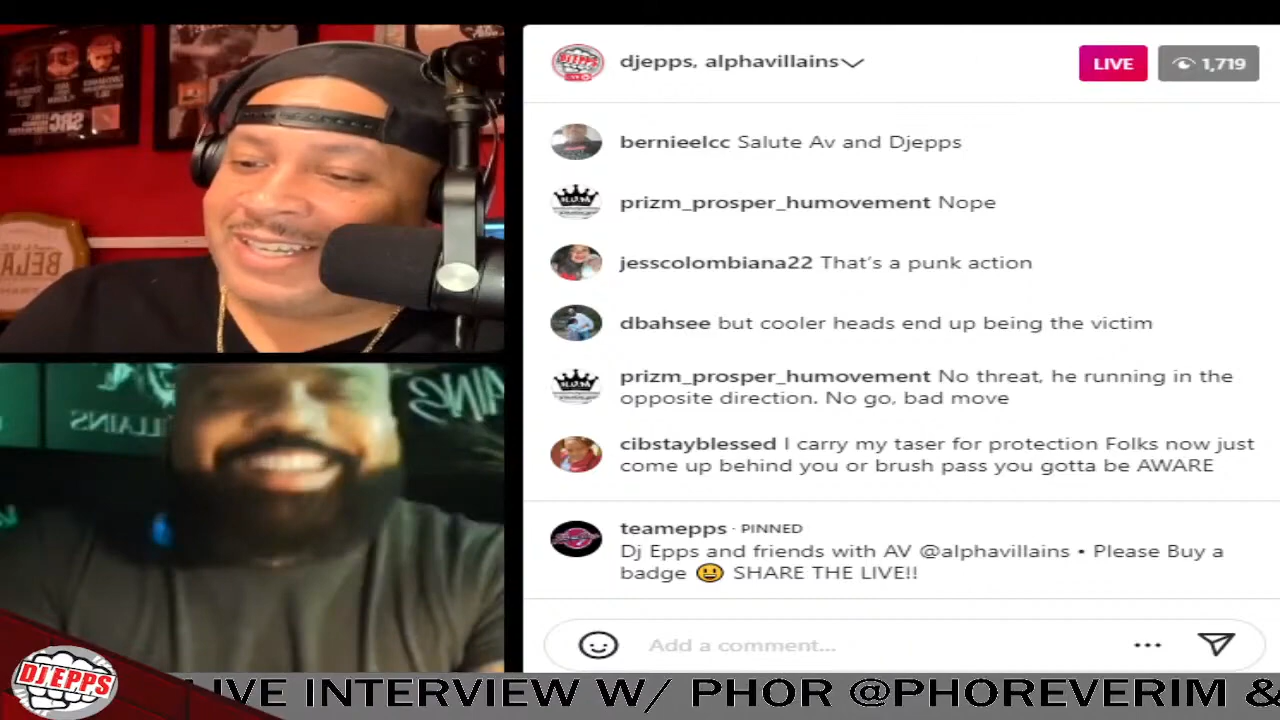 djepps, alphavillains
LIVE
1,719
bernieelcc Salute Av and Djepps
prizm_prosper_humovement Nope
jesscolombiana22 That's a punk action
dbahsee but cooler heads end up being the victim
prizm_prosper_humovement No threat, he running in the
opposite direction. No go, bad move
cibstayblessed I carry my taser for protection Folks now just
come up behind you or brush pass you gotta be AWARE
teamepps · PINNED
Dj Epps and friends with AV @alphavillains • Please Buy a
badge 😃 SHARE THE LIVE!!
Add a comment...
DJ EPPS
LIVE INTERVIEW W/ PHOR @PHOREVERIM &